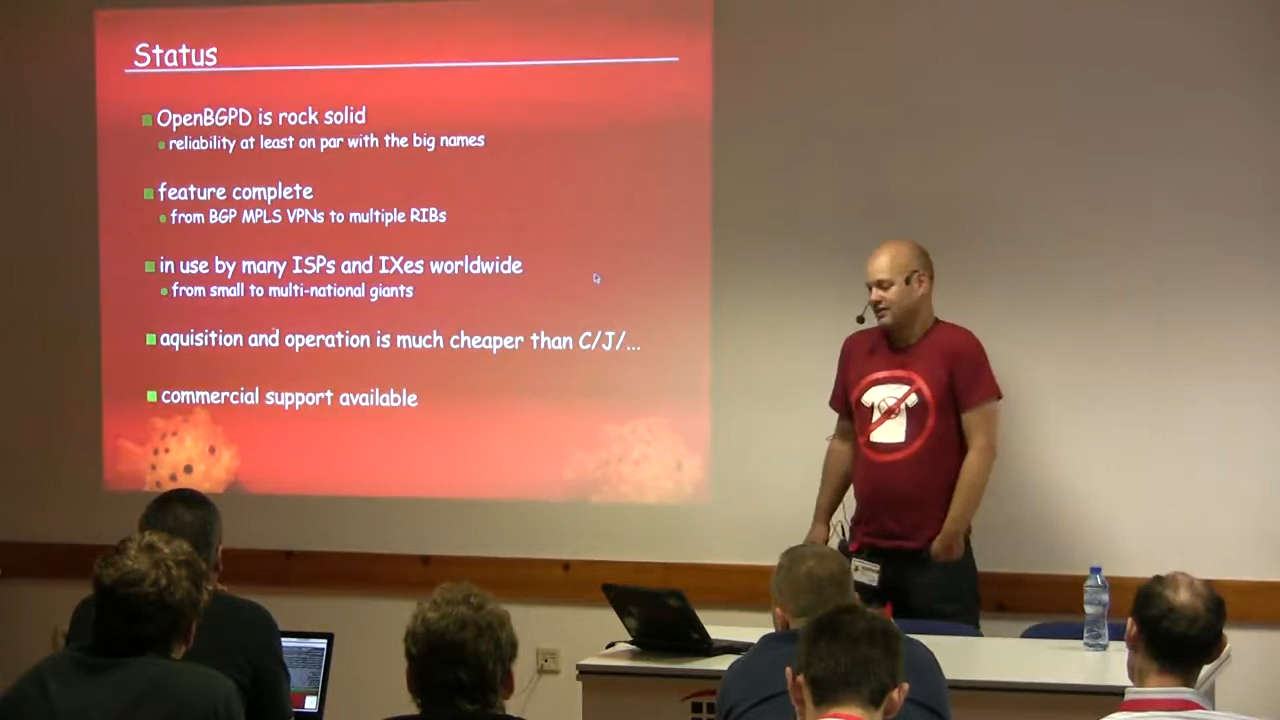 Status
OpenBGPD is rock solid
reliability at least on par with the big names
feature complete
from BGP MPLS VPNs to multiple RIBs
in use by many ISPs and IXes worldwide
from small to multi-national giants
aquisition and operation is much cheaper than C/J/...
commercial support available